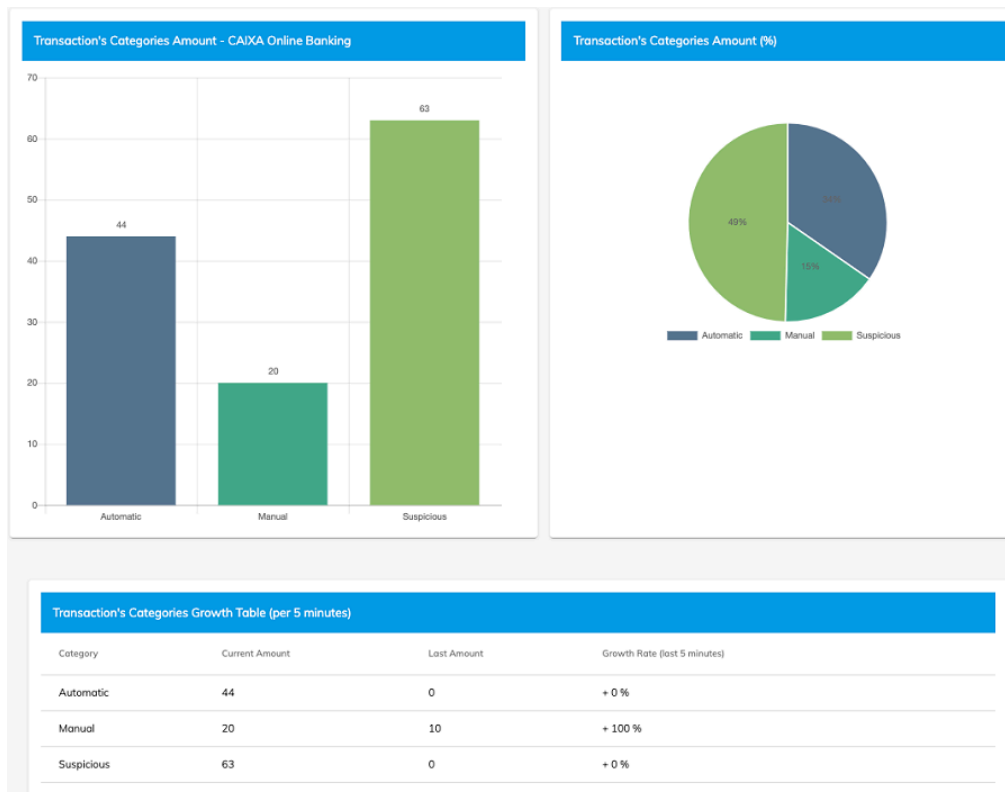 Transaction's Categories Amount - CAIXA Online Banking
70
60
50
40
30
20
10
0
44
20
63
Automatic
Manual
Suspicious
Transaction's Categories Amount (%)
49%
15%
Automatic Manual Suspicious
Transaction's Categories Growth Table (per 5 minutes)
Category Current Amount Last Amount Growth Rate (last 5 minutes)
Automatic 44 0 + 0 %
Manual 20 10 + 100 %
Suspicious 63 0 + 0 %